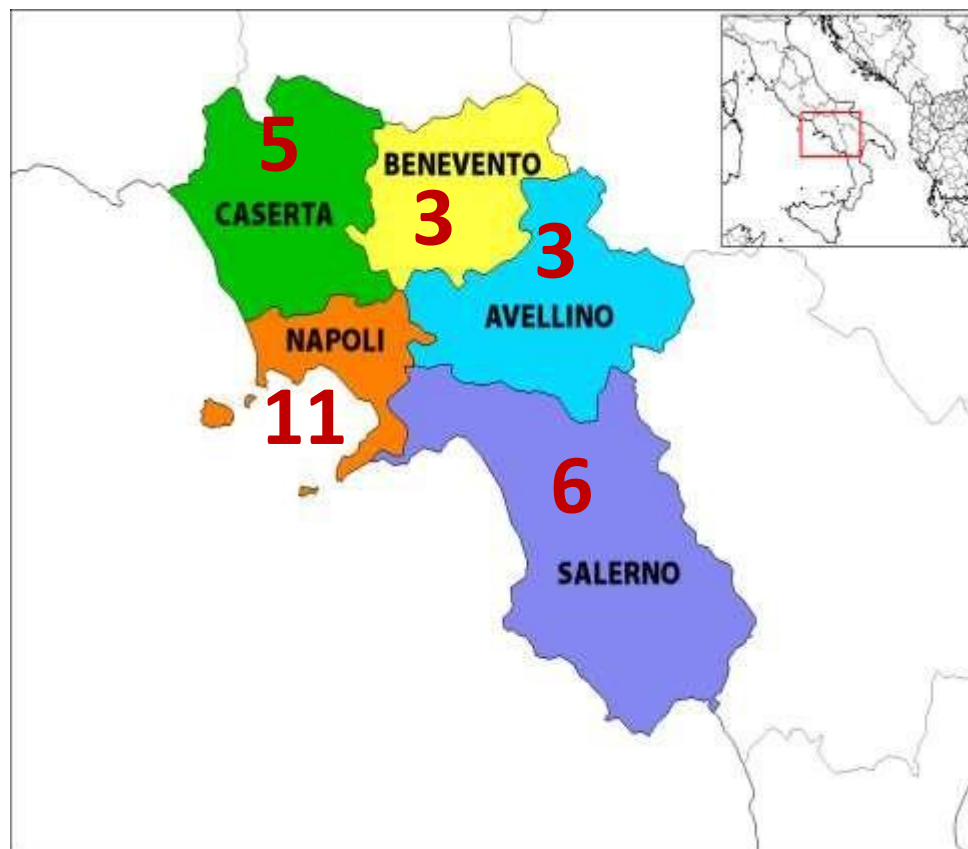 5
CASERTA
BENEVENTO
3
3
AVELLINO
NAPOLI
11
6
SALERNO